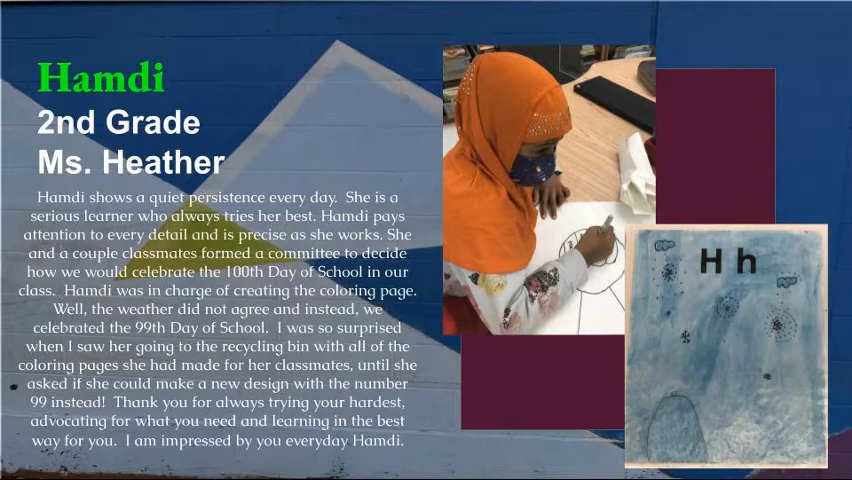 Hamdi
2nd Grade
Ms. Heather
Hamdi shows a quiet persistence every day. She is a
serious learner who always tries her best. Hamdi pays
attention to every detail and is precise as she works. She
and a couple classmates formed a committee to decide
how we would celebrate the 100th Day of School in our
class. Hamdi was in charge of creating the coloring page.
Well, the weather did not agree and instead, we
celebrated the 99th Day of School. I was so surprised
when I saw her going to the recycling bin with all of the
coloring pages she had made for her classmates, until she
asked if she could make a new design with the number
99 instead! Thank you for always trying your hardest,
advocating for what you need and learning in the best
way for you. I am impressed by you everyday Hamdi.
H h